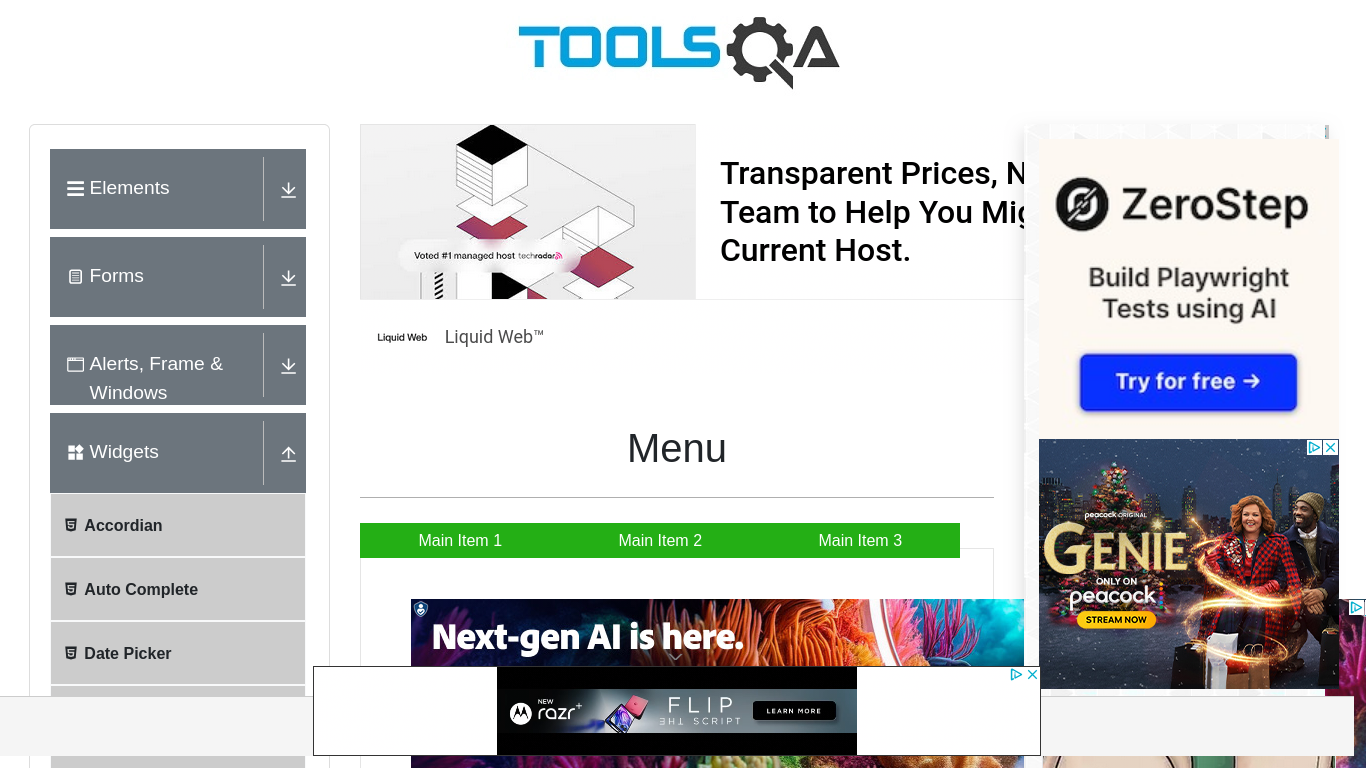 TOOLSQA
Elements
Forms
Alerts, Frame &
Windows
Widgets
Accordian
Auto Complete
Date Picker
Voted #1 managed host techradar
Transparent Prices, N
Team to Help You Mig
Current Host.
Liquid Web
Liquid Web™
Menu
Main Item 1
Main Item 2
Main Item 3
Next-gen AI is here.
NEW
razr+
FLIP
THE SCRIPT
LEARN MORE
ZeroStep
Build Playwright
Tests using AI
Try for free →
peacock ORIGINAL
GENIE
ONLY ON
peacock
STREAM NOW